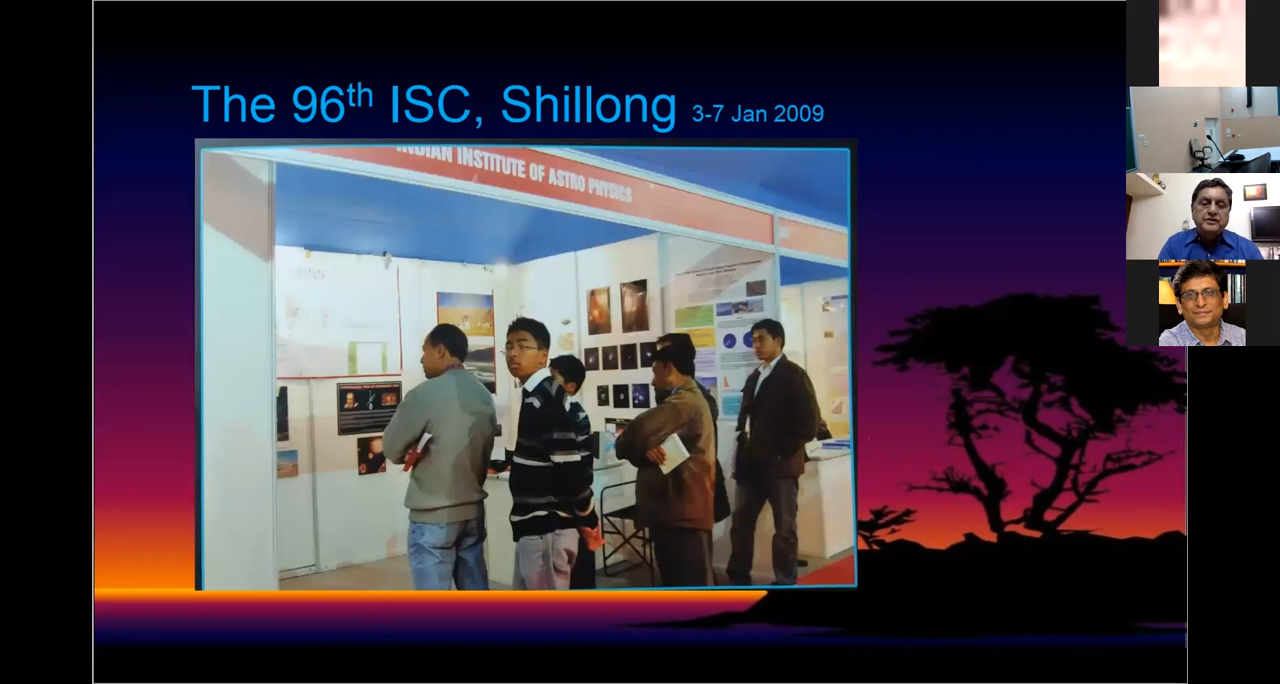 The 96th ISC, Shillong 3-7 Jan 2009
INDIAN INSTITUTE OF ASTRO PHYSICS